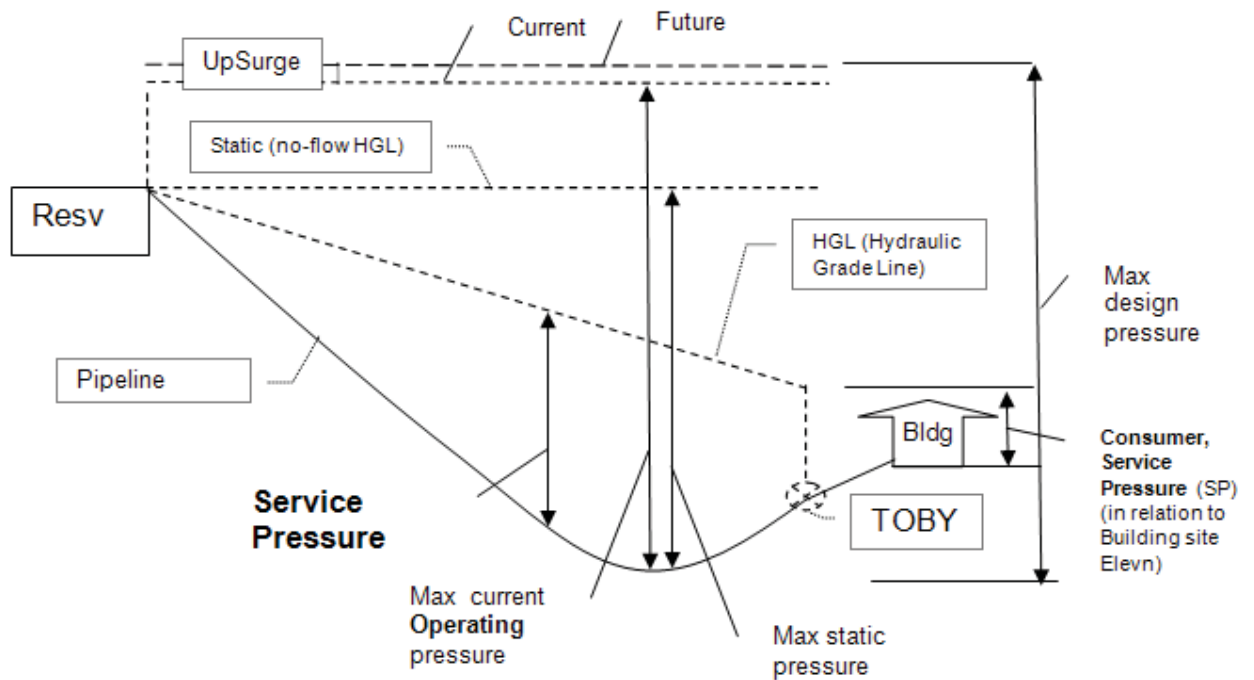 Current
Future
UpSurge
Static (no-flow HGL)
Resv
HGL (Hydraulic
Grade Line)
Max
design
pressure
Pipeline
Bldg
Consumer,
Service
Pressure (SP)
(in relation to
Building site
Elevn)
Service
Pressure
TOBY
Max current
Operating
pressure
Max static
pressure